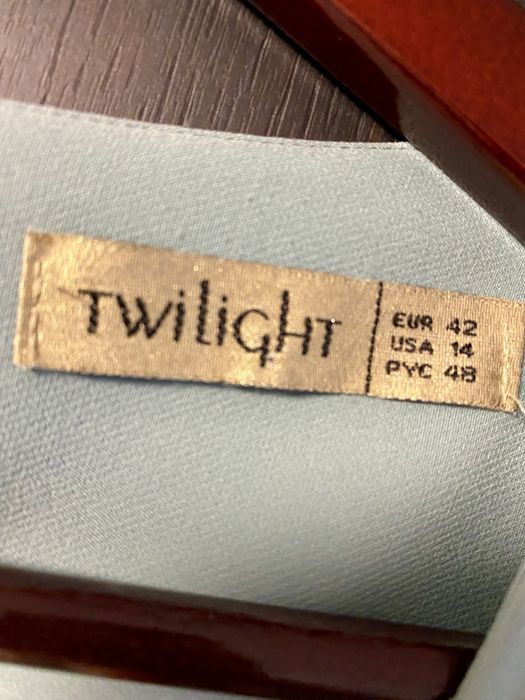 TWilighT
EUR 42
USA 14
РУС 48